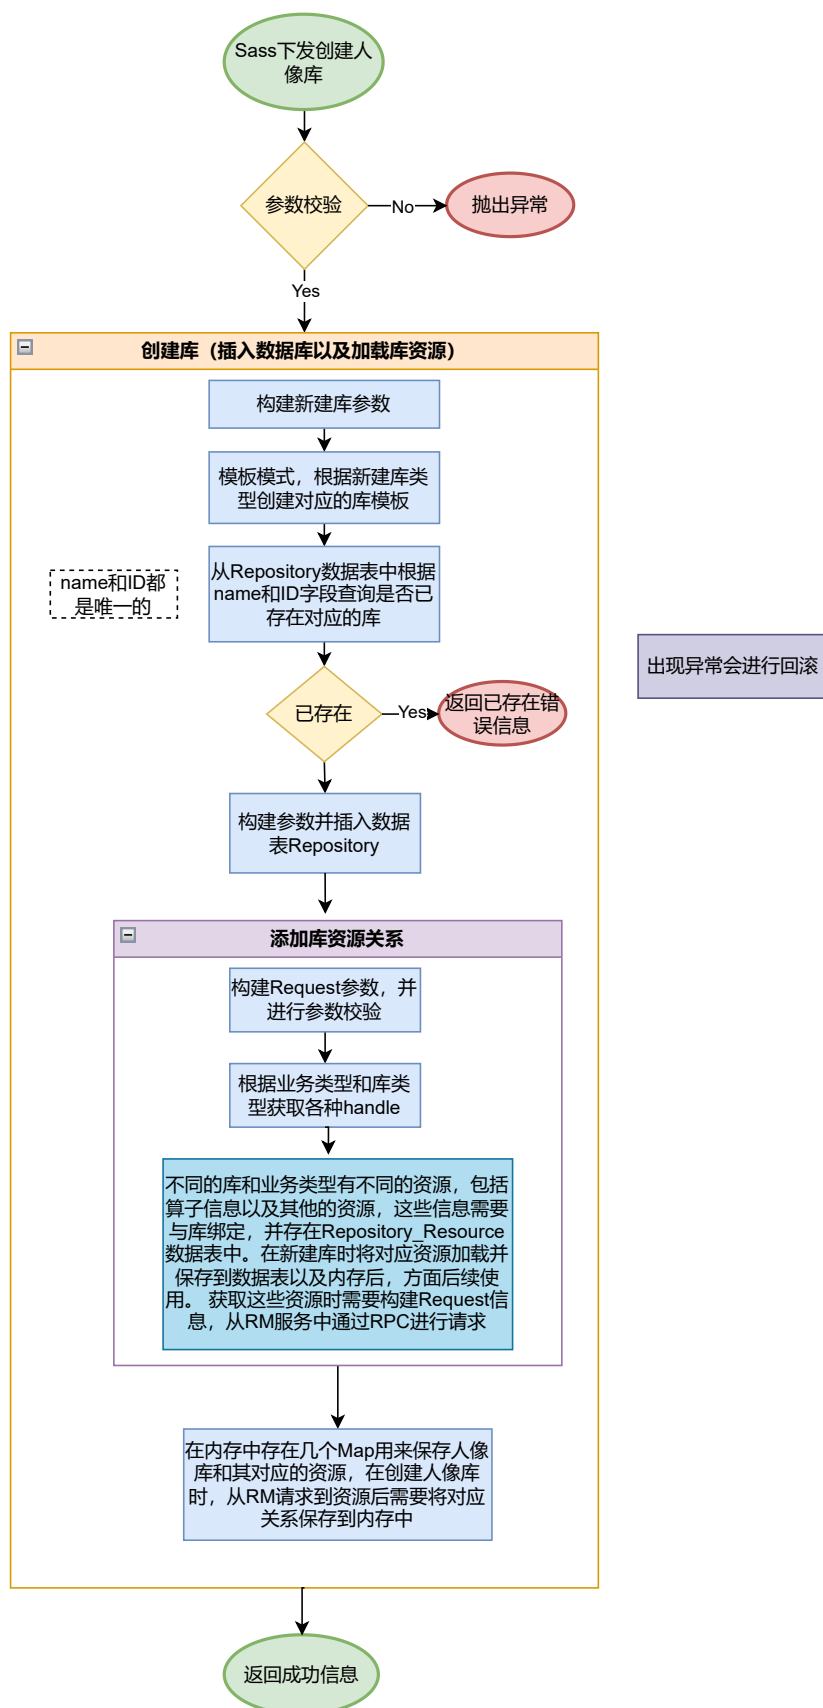 Sass下发创建人
像库
参数校验
No
抛出异常
Yes
创建库（插入数据库以及加载库资源）
构建新建库参数
模板模式，根据新建库类
型创建对应的库模板
从Repository数据表中根据
name和ID字段查询是否已
存在对应的库
name和ID都
是唯一的
出现异常会进行回滚
已存在
Yes
返回已存在错
误信息
构建参数并插入数据
表Repository
添加库资源关系
构建Request参数，并
进行参数校验
根据业务类型和库类
型获取各种handle
不同的库和业务类型有不同的资源，包括
算子信息以及其他的资源，这些信息需要
与库绑定，并存在Repository_Resource
数据表中。在新建库时将对应资源加载并
保存到数据表以及内存后，方面后续使
用。 获取这些资源时需要构建Request信
息，从RM服务中通过RPC进行请求
在内存中存在几个Map用来保存人像
库和其对应的资源，在创建人像库
时，从RM请求到资源后需要将对应
关系保存到内存中
返回成功信息